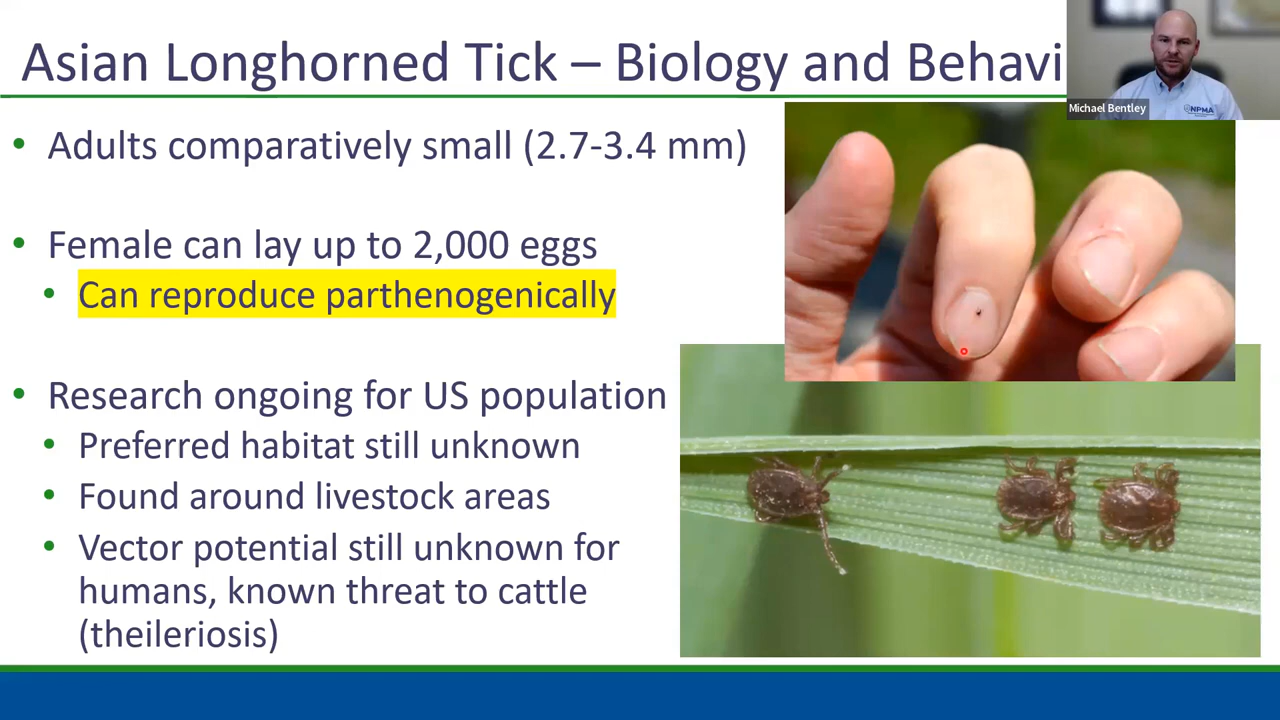 Asian Longhorned Tick – Biology and Behavi
Michael Bentley
NPMA
• Adults comparatively small (2.7-3.4 mm)
• Female can lay up to 2,000 eggs
• Can reproduce parthenogenically
• Research ongoing for US population
• Preferred habitat still unknown
• Found around livestock areas
• Vector potential still unknown for
humans, known threat to cattle
(theileriosis)